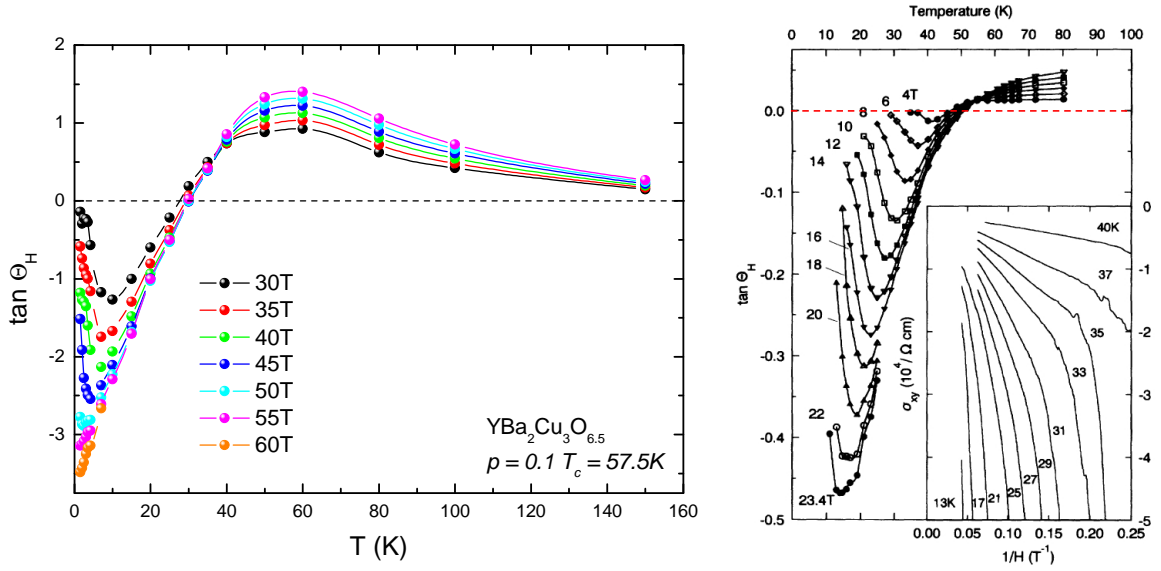 2
1
0
-1
-2
-3
0 20 40 60 80 100 120 140 160
tan Θ_H
T (K)
30T
35T
40T
45T
50T
55T
60T
YBa₂Cu₃O₆.₅
p = 0.1 T_c = 57.5K
Temperature (K)
0 10 20 30 40 50 60 70 80 90 100
0.0
-0.1
-0.2
-0.3
-0.4
-0.5
tan Θ_H
4T
6
8
10
12
14
16
18
20
22
23.4T
0
-1
-2
-3
-4
-5
σ_xy (10⁴/ Ω cm)
40K
37
35
33
31
29
27
25
21
17
13K
0.00 0.05 0.10 0.15 0.20 0.25
1/H (T⁻¹)